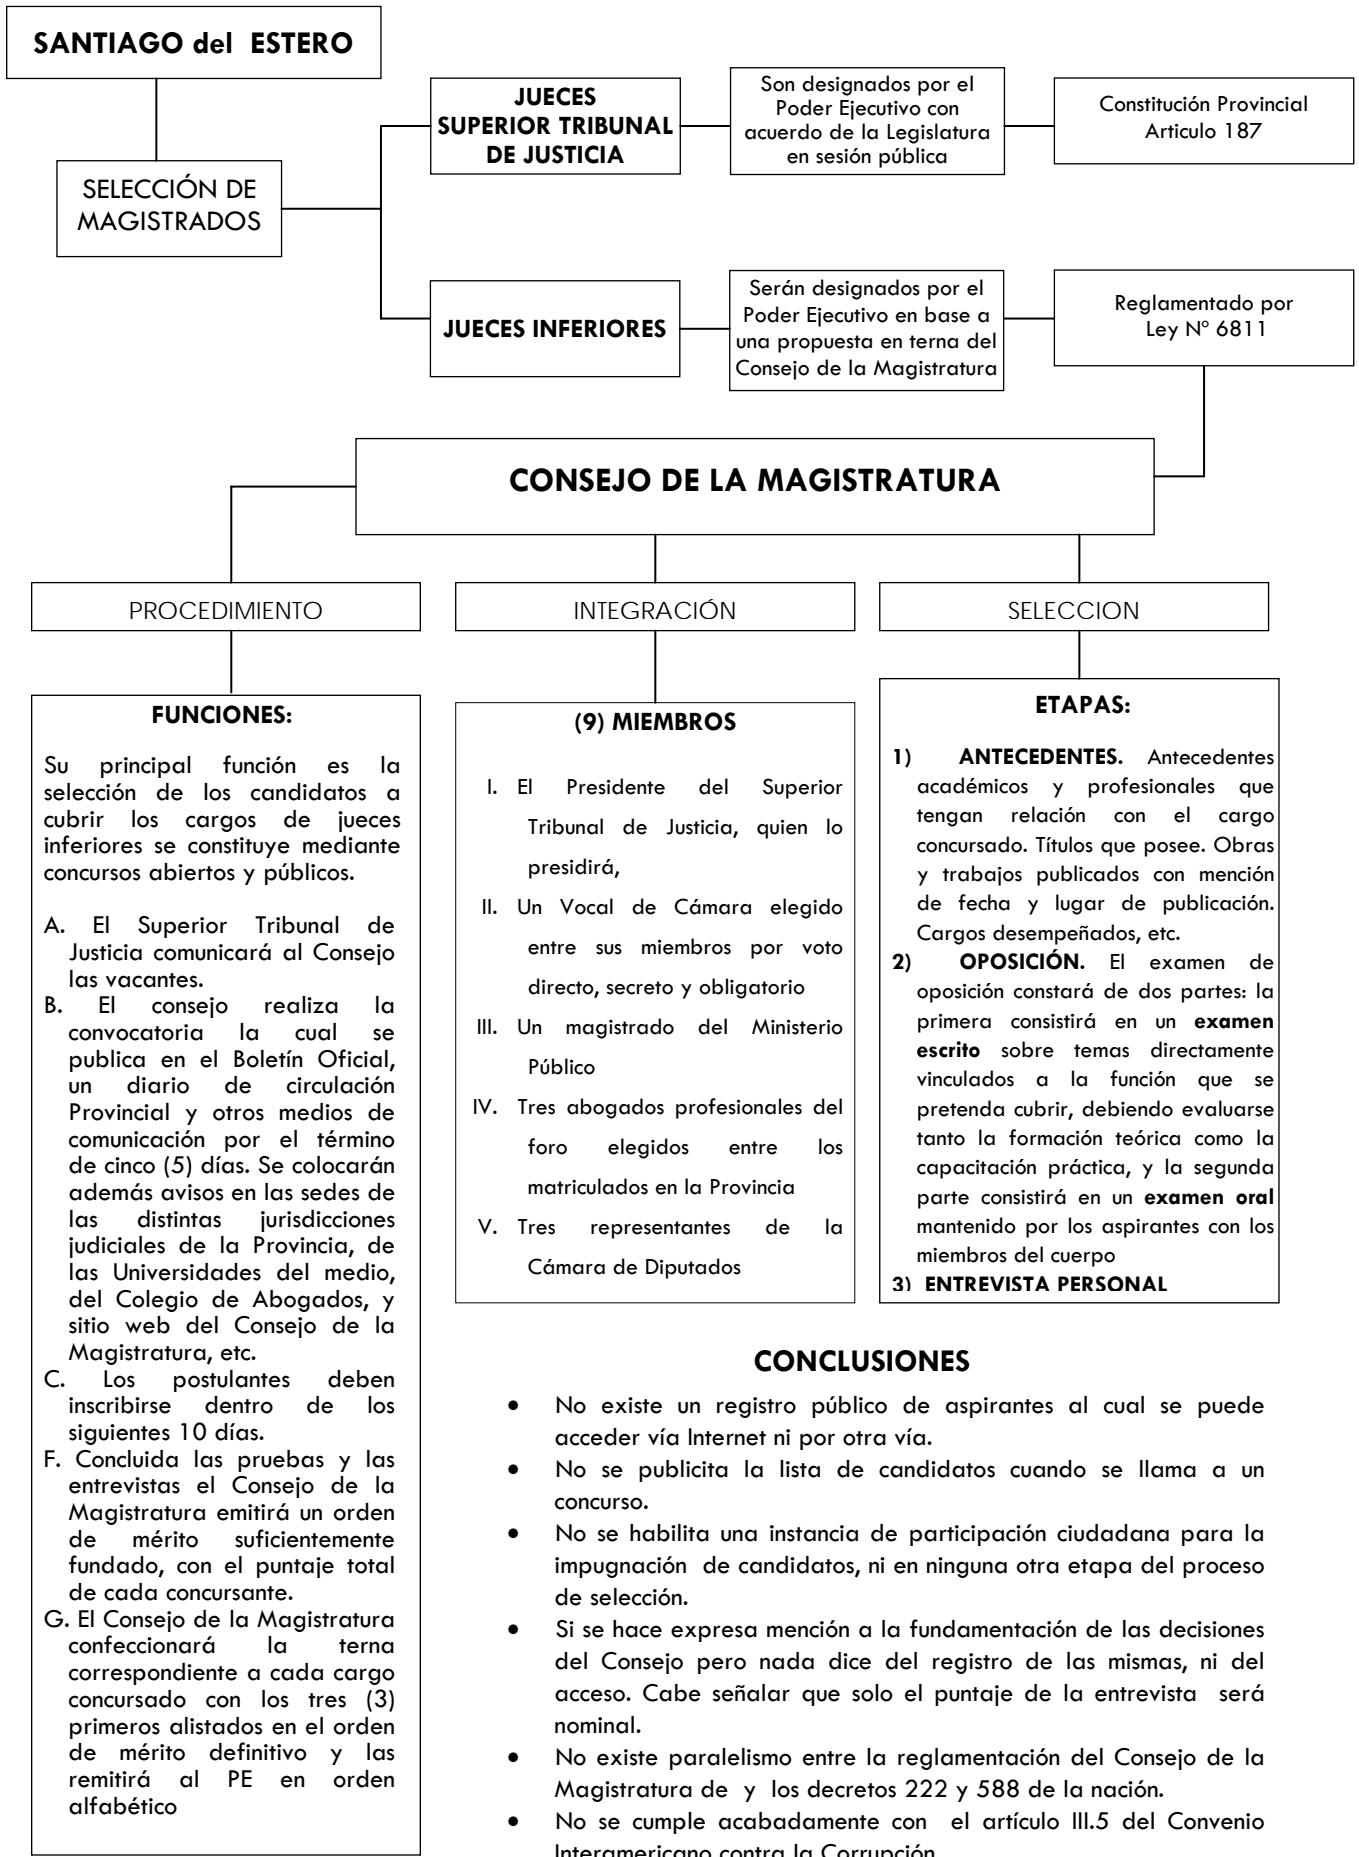 SANTIAGO del ESTERO
SELECCIÓN DE
MAGISTRADOS
JUECES
SUPERIOR TRIBUNAL
DE JUSTICIA
Son designados por el
Poder Ejecutivo con
acuerdo de la Legislatura
en sesión pública
Constitución Provincial
Articulo 187
JUECES INFERIORES
Serán designados por el
Poder Ejecutivo en base a
una propuesta en terna del
Consejo de la Magistratura
Reglamentado por
Ley Nº 6811
CONSEJO DE LA MAGISTRATURA
PROCEDIMIENTO
INTEGRACIÓN
SELECCION
FUNCIONES:
Su principal función es la
selección de los candidatos a
cubrir los cargos de jueces
inferiores se constituye mediante
concursos abiertos y públicos.
A. El Superior Tribunal de
Justicia comunicará al Consejo
las vacantes.
B. El consejo realiza la
convocatoria la cual se
publica en el Boletín Oficial,
un diario de circulación
Provincial y otros medios de
comunicación por el término
de cinco (5) días. Se colocarán
además avisos en las sedes de
las distintas jurisdicciones
judiciales de la Provincia, de
las Universidades del medio,
del Colegio de Abogados, y
sitio web del Consejo de la
Magistratura, etc.
C. Los postulantes deben
inscribirse dentro de los
siguientes 10 días.
F. Concluida las pruebas y las
entrevistas el Consejo de la
Magistratura emitirá un orden
de mérito suficientemente
fundado, con el puntaje total
de cada concursante.
G. El Consejo de la Magistratura
confeccionará la terna
correspondiente a cada cargo
concursado con los tres (3)
primeros alistados en el orden
de mérito definitivo y las
remitirá al PE en orden
alfabético
(9) MIEMBROS
I. El Presidente del Superior
Tribunal de Justicia, quien lo
presidirá,
II. Un Vocal de Cámara elegido
entre sus miembros por voto
directo, secreto y obligatorio
III. Un magistrado del Ministerio
Público
IV. Tres abogados profesionales del
foro elegidos entre los
matriculados en la Provincia
V. Tres representantes de la
Cámara de Diputados
ETAPAS:
1) ANTECEDENTES. Antecedentes
académicos y profesionales que
tengan relación con el cargo
concursado. Títulos que posee. Obras
y trabajos publicados con mención
de fecha y lugar de publicación.
Cargos desempeñados, etc.
2) OPOSICIÓN. El examen de
oposición constará de dos partes: la
primera consistirá en un examen
escrito sobre temas directamente
vinculados a la función que se
pretenda cubrir, debiendo evaluarse
tanto la formación teórica como la
capacitación práctica, y la segunda
parte consistirá en un examen oral
mantenido por los aspirantes con los
miembros del cuerpo
3) ENTREVISTA PERSONAL
CONCLUSIONES
• No existe un registro público de aspirantes al cual se puede
acceder vía Internet ni por otra vía.
• No se publicita la lista de candidatos cuando se llama a un
concurso.
• No se habilita una instancia de participación ciudadana para la
impugnación de candidatos, ni en ninguna otra etapa del proceso
de selección.
• Si se hace expresa mención a la fundamentación de las decisiones
del Consejo pero nada dice del registro de las mismas, ni del
acceso. Cabe señalar que solo el puntaje de la entrevista será
nominal.
• No existe paralelismo entre la reglamentación del Consejo de la
Magistratura de y los decretos 222 y 588 de la nación.
• No se cumple acabadamente con el artículo III.5 del Convenio
Interamericano contra la Corrupción